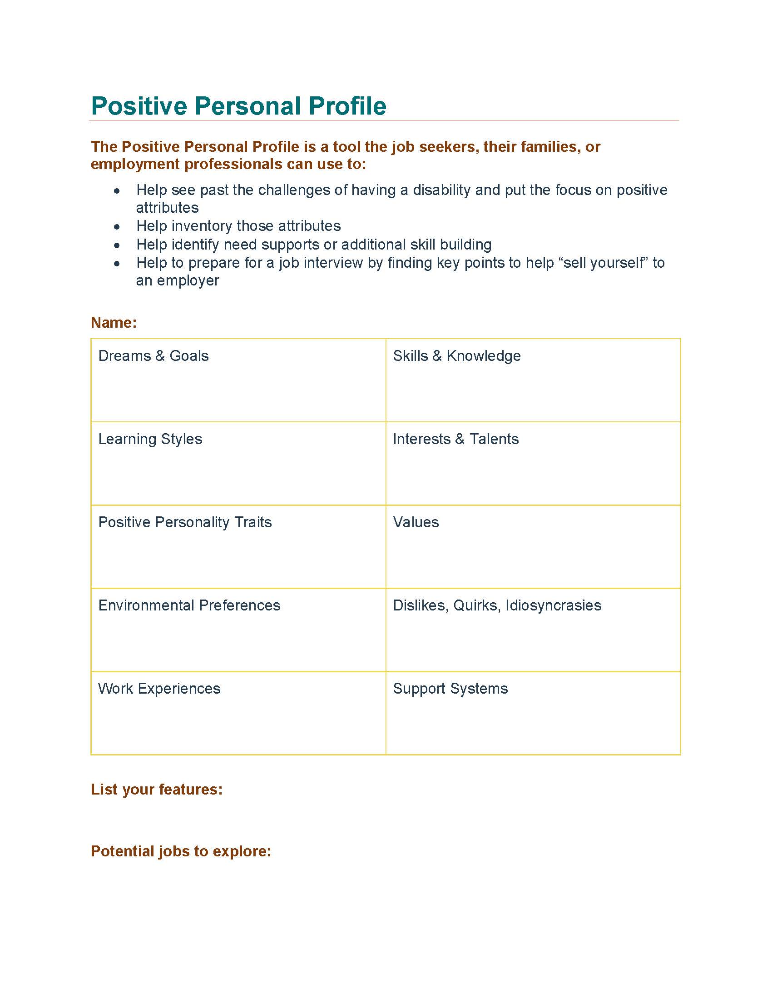 Positive Personal Profile
The Positive Personal Profile is a tool the job seekers, their families, or
employment professionals can use to:
• Help see past the challenges of having a disability and put the focus on positive
attributes
• Help inventory those attributes
• Help identify need supports or additional skill building
• Help to prepare for a job interview by finding key points to help “sell yourself” to
an employer
Name:
Dreams & Goals
Skills & Knowledge
Learning Styles
Interests & Talents
Positive Personality Traits
Values
Environmental Preferences
Dislikes, Quirks, Idiosyncrasies
Work Experiences
Support Systems
List your features:
Potential jobs to explore: